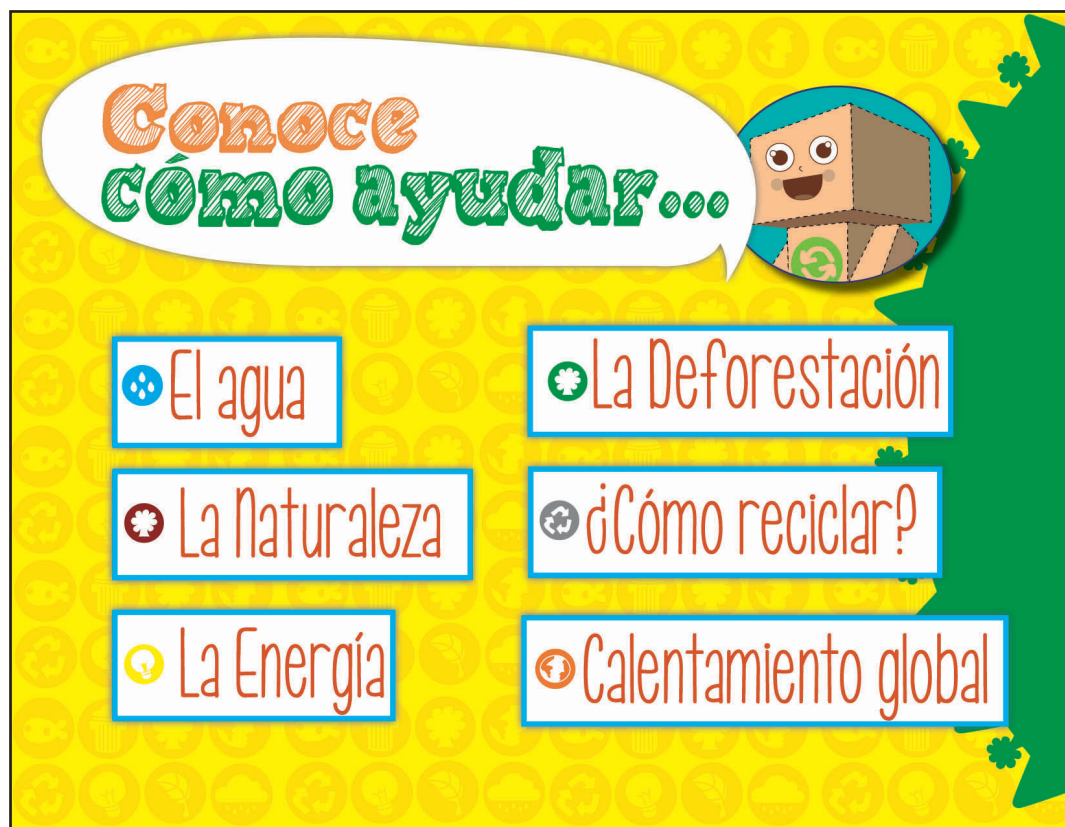 Conoce
cómo ayudar...
El agua
La Naturaleza
La Energía
La Deforestación
¿Cómo reciclar?
Calentamiento global